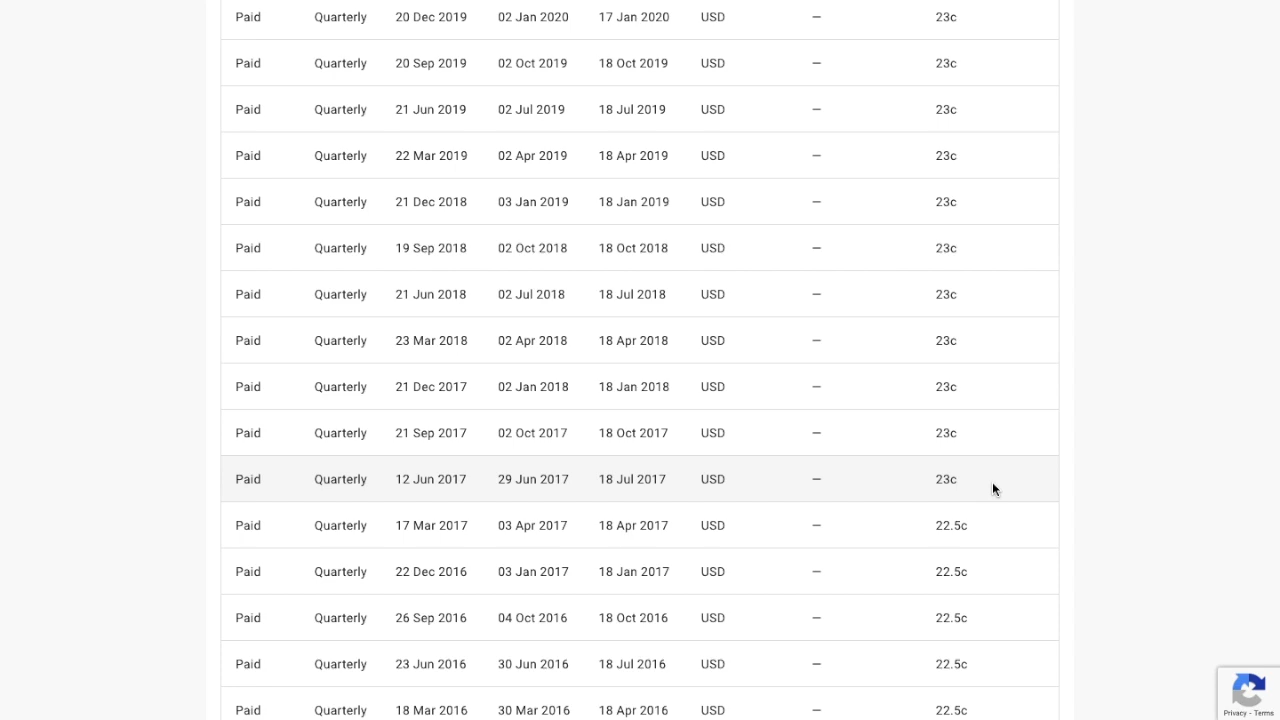 Paid Quarterly 20 Dec 2019 02 Jan 2020 17 Jan 2020 USD — 23c
Paid Quarterly 20 Sep 2019 02 Oct 2019 18 Oct 2019 USD — 23c
Paid Quarterly 21 Jun 2019 02 Jul 2019 18 Jul 2019 USD — 23c
Paid Quarterly 22 Mar 2019 02 Apr 2019 18 Apr 2019 USD — 23c
Paid Quarterly 21 Dec 2018 03 Jan 2019 18 Jan 2019 USD — 23c
Paid Quarterly 19 Sep 2018 02 Oct 2018 18 Oct 2018 USD — 23c
Paid Quarterly 21 Jun 2018 02 Jul 2018 18 Jul 2018 USD — 23c
Paid Quarterly 23 Mar 2018 02 Apr 2018 18 Apr 2018 USD — 23c
Paid Quarterly 21 Dec 2017 02 Jan 2018 18 Jan 2018 USD — 23c
Paid Quarterly 21 Sep 2017 02 Oct 2017 18 Oct 2017 USD — 23c
Paid Quarterly 12 Jun 2017 29 Jun 2017 18 Jul 2017 USD — 23c
Paid Quarterly 17 Mar 2017 03 Apr 2017 18 Apr 2017 USD — 22.5c
Paid Quarterly 22 Dec 2016 03 Jan 2017 18 Jan 2017 USD — 22.5c
Paid Quarterly 26 Sep 2016 04 Oct 2016 18 Oct 2016 USD — 22.5c
Paid Quarterly 23 Jun 2016 30 Jun 2016 18 Jul 2016 USD — 22.5c
Paid Quarterly 18 Mar 2016 30 Mar 2016 18 Apr 2016 USD — 22.5c
Privacy - Terms